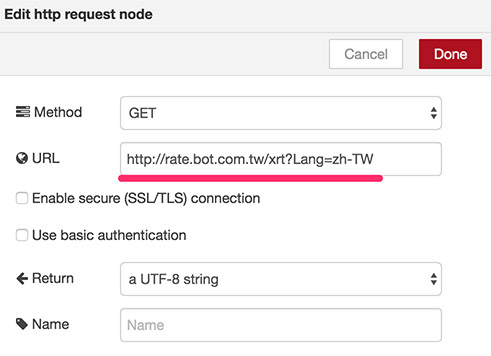 Edit http request node
Cancel
Done
Method
GET
URL
http://rate.bot.com.tw/xrt?Lang=zh-TW
Enable secure (SSL/TLS) connection
Use basic authentication
Return
a UTF-8 string
Name
Name